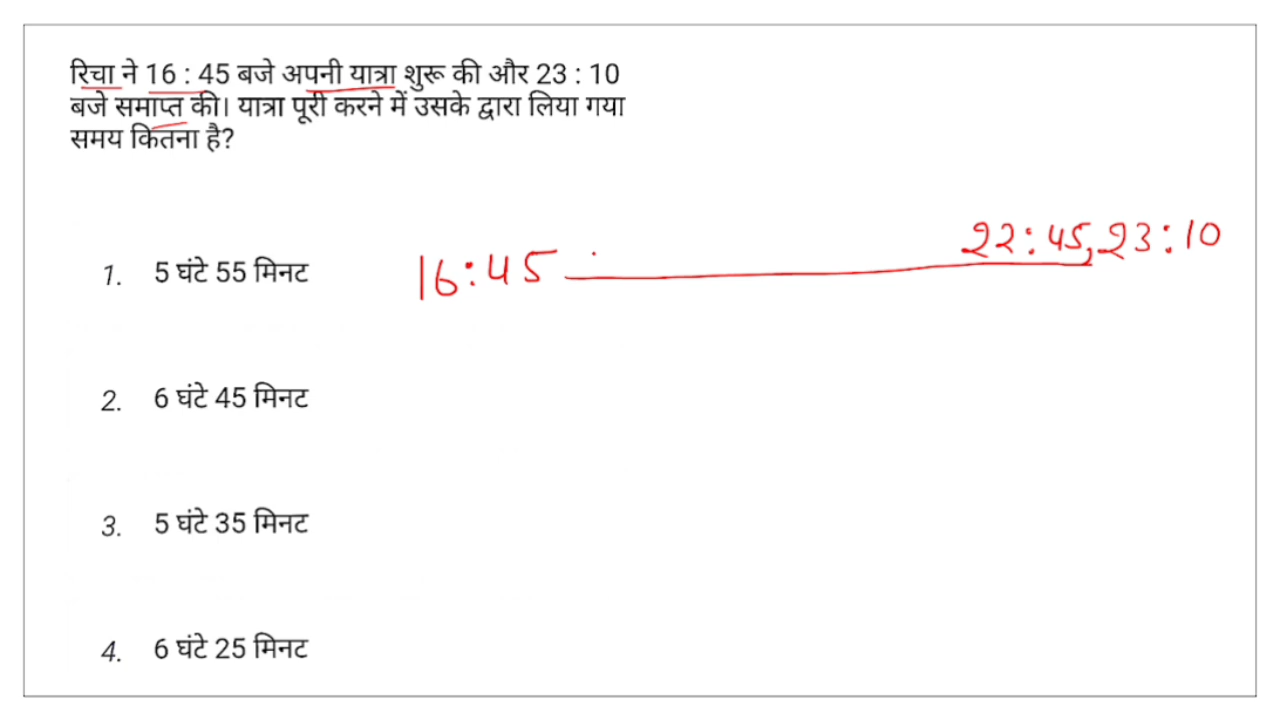 रिचा ने 16 : 45 बजे अपनी यात्रा शुरू की और 23 : 10
बजे समाप्त की। यात्रा पूरी करने में उसके द्वारा लिया गया
समय कितना है?
16:45 22:45, 23:10
1. 5 घंटे 55 मिनट
2. 6 घंटे 45 मिनट
3. 5 घंटे 35 मिनट
4. 6 घंटे 25 मिनट